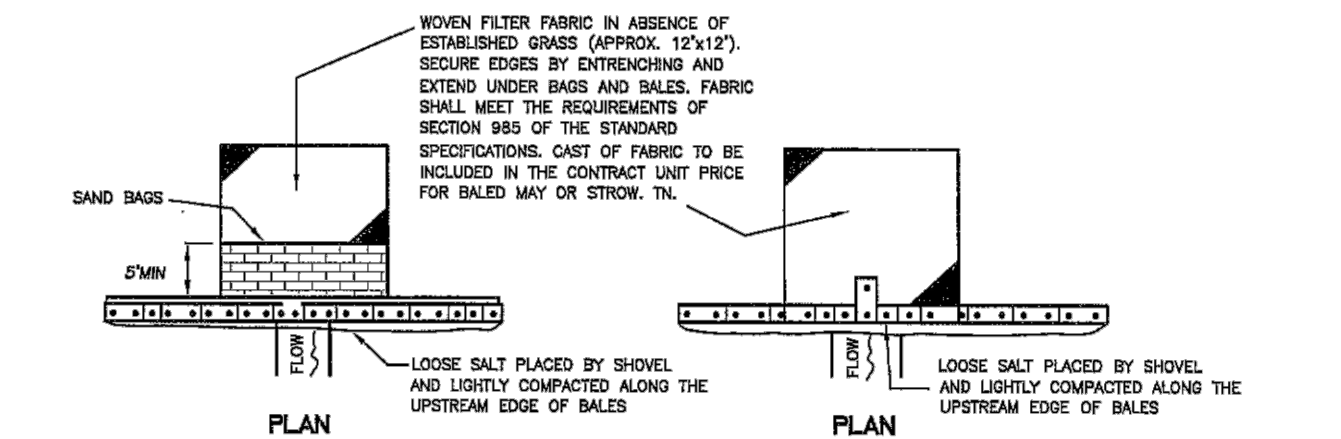 WOVEN FILTER FABRIC IN ABSENCE OF
ESTABLISHED GRASS (APPROX. 12'x12').
SECURE EDGES BY ENTRENCHING AND
EXTEND UNDER BAGS AND BALES. FABRIC
SHALL MEET THE REQUIREMENTS OF
SECTION 985 OF THE STANDARD
SPECIFICATIONS. CAST OF FABRIC TO BE
INCLUDED IN THE CONTRACT UNIT PRICE
FOR BALED MAY OR STROW. TN.
SAND BAGS
5'MIN
FLOW
LOOSE SALT PLACED BY SHOVEL
AND LIGHTLY COMPACTED ALONG THE
UPSTREAM EDGE OF BALES
PLAN
FLOW
LOOSE SALT PLACED BY SHOVEL
AND LIGHTLY COMPACTED ALONG THE
UPSTREAM EDGE OF BALES
PLAN